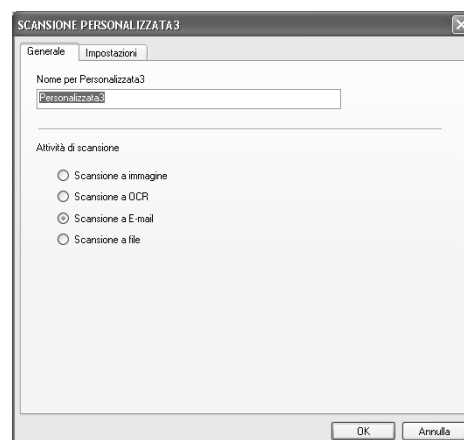 SCANSIONE PERSONALIZZATA3
Generale Impostazioni
Nome per Personalizzata3
Personalizzata3
Attività di scansione
Scansione a immagine
Scansione a OCR
Scansione a E-mail
Scansione a file
OK Annulla